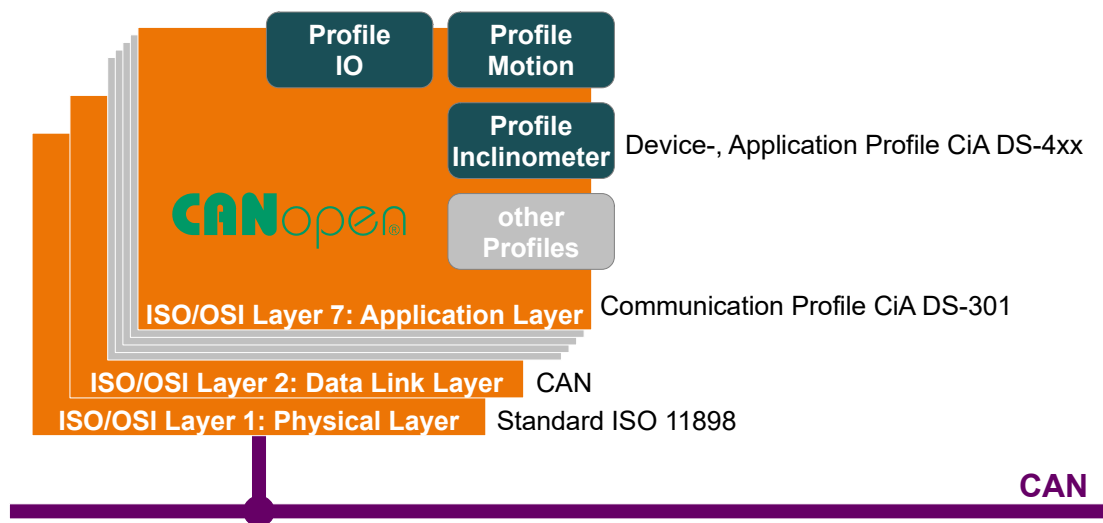 Profile
IO
Profile
Motion
Profile
Inclinometer
Device-, Application Profile CiA DS-4xx
CANopen®
other
Profiles
ISO/OSI Layer 7: Application Layer
Communication Profile CiA DS-301
ISO/OSI Layer 2: Data Link Layer
CAN
ISO/OSI Layer 1: Physical Layer
Standard ISO 11898
CAN